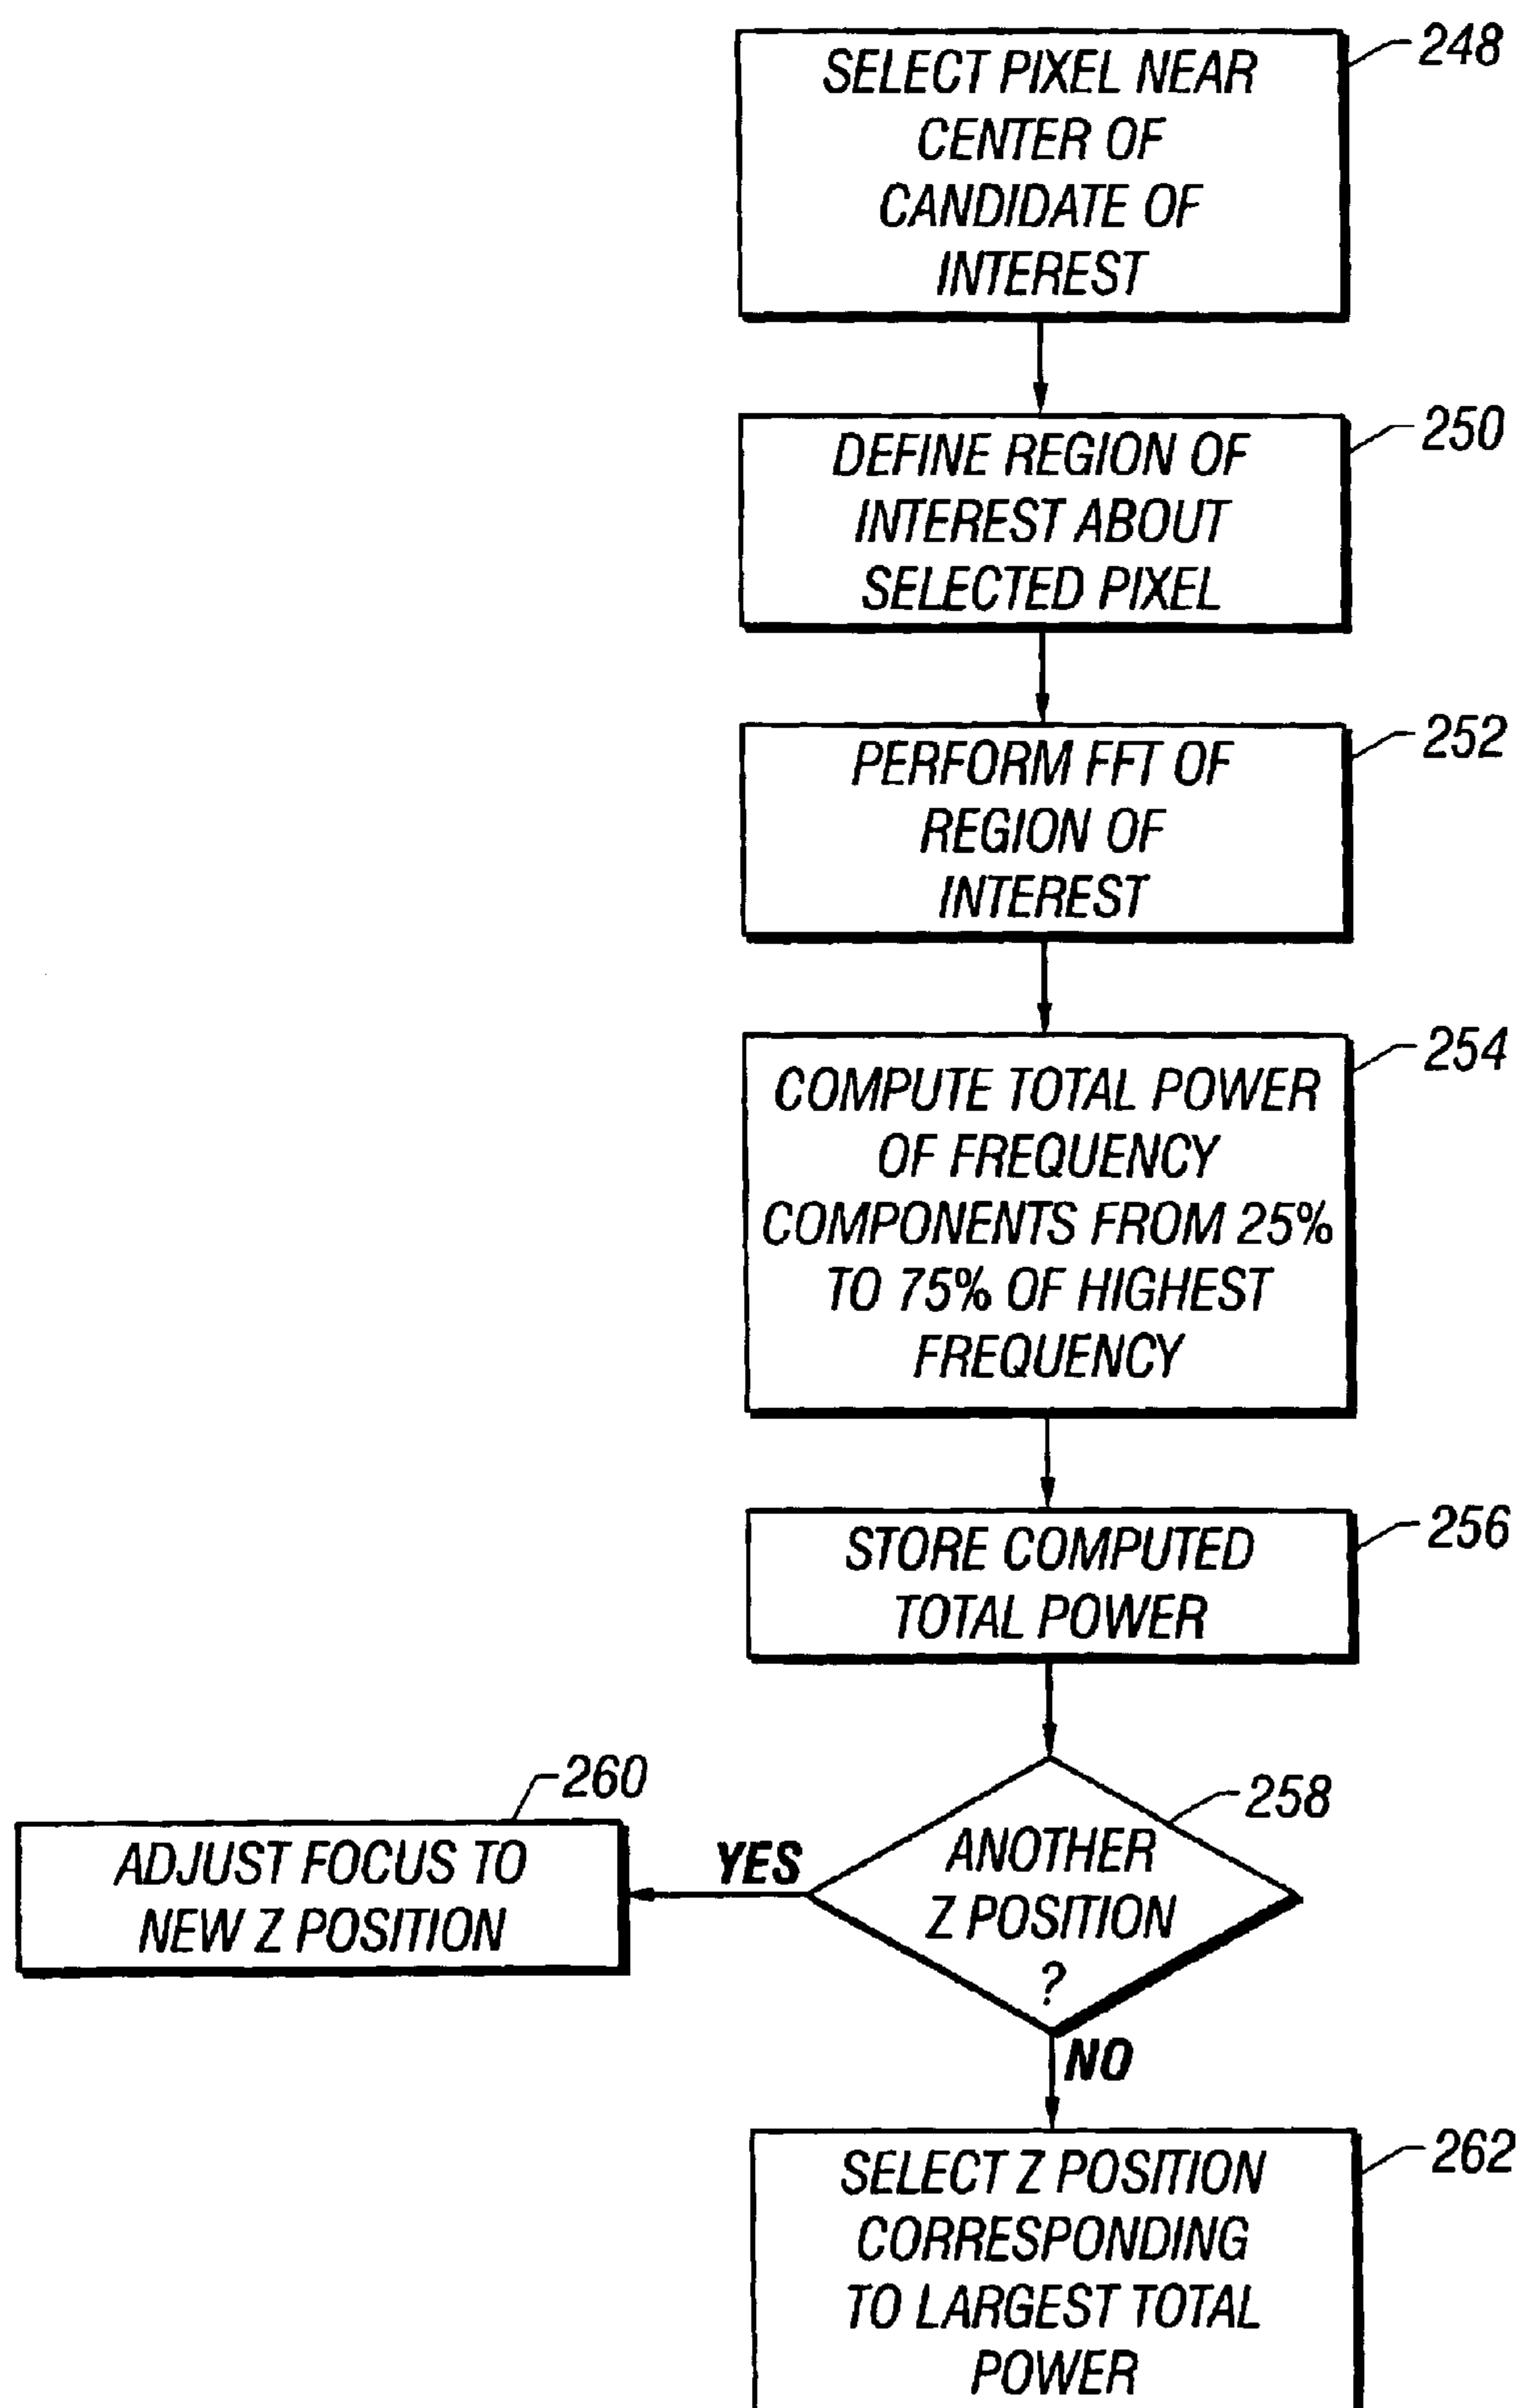 248
SELECT PIXEL NEAR
CENTER OF
CANDIDATE OF
INTEREST
250
DEFINE REGION OF
INTEREST ABOUT
SELECTED PIXEL
252
PERFORM FFT OF
REGION OF
INTEREST
254
COMPUTE TOTAL POWER
OF FREQUENCY
COMPONENTS FROM 25%
TO 75% OF HIGHEST
FREQUENCY
256
STORE COMPUTED
TOTAL POWER
258
ANOTHER
Z POSITION
?
YES
260
ADJUST FOCUS TO
NEW Z POSITION
NO
262
SELECT Z POSITION
CORRESPONDING
TO LARGEST TOTAL
POWER